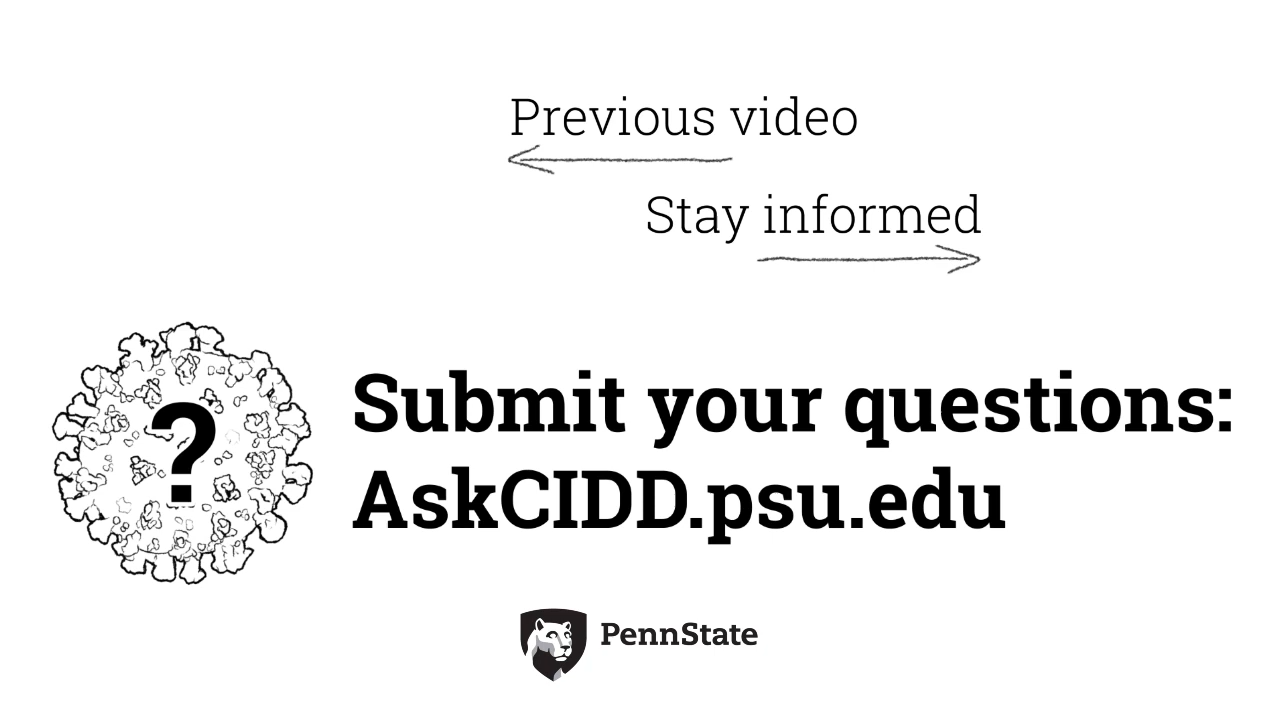 Previous video
Stay informed
?
Submit your questions:
AskCIDD.psu.edu
PennState